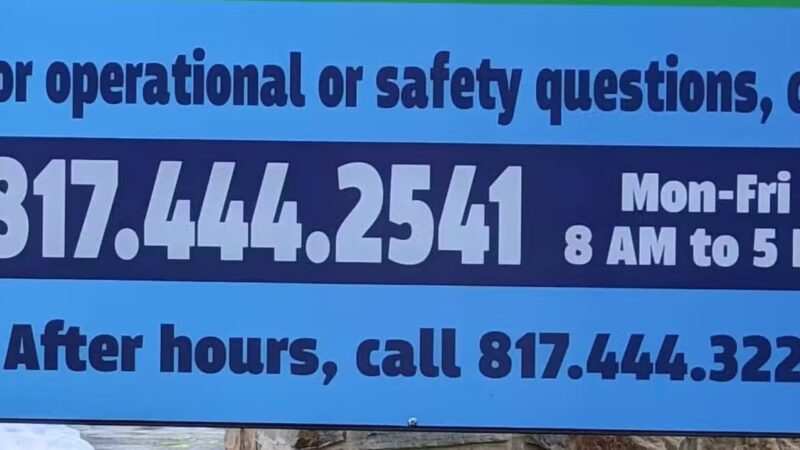 or operational or safety questions, c
817.444.2541
Mon-Fri
8 AM to 5
After hours, call 817.444.322